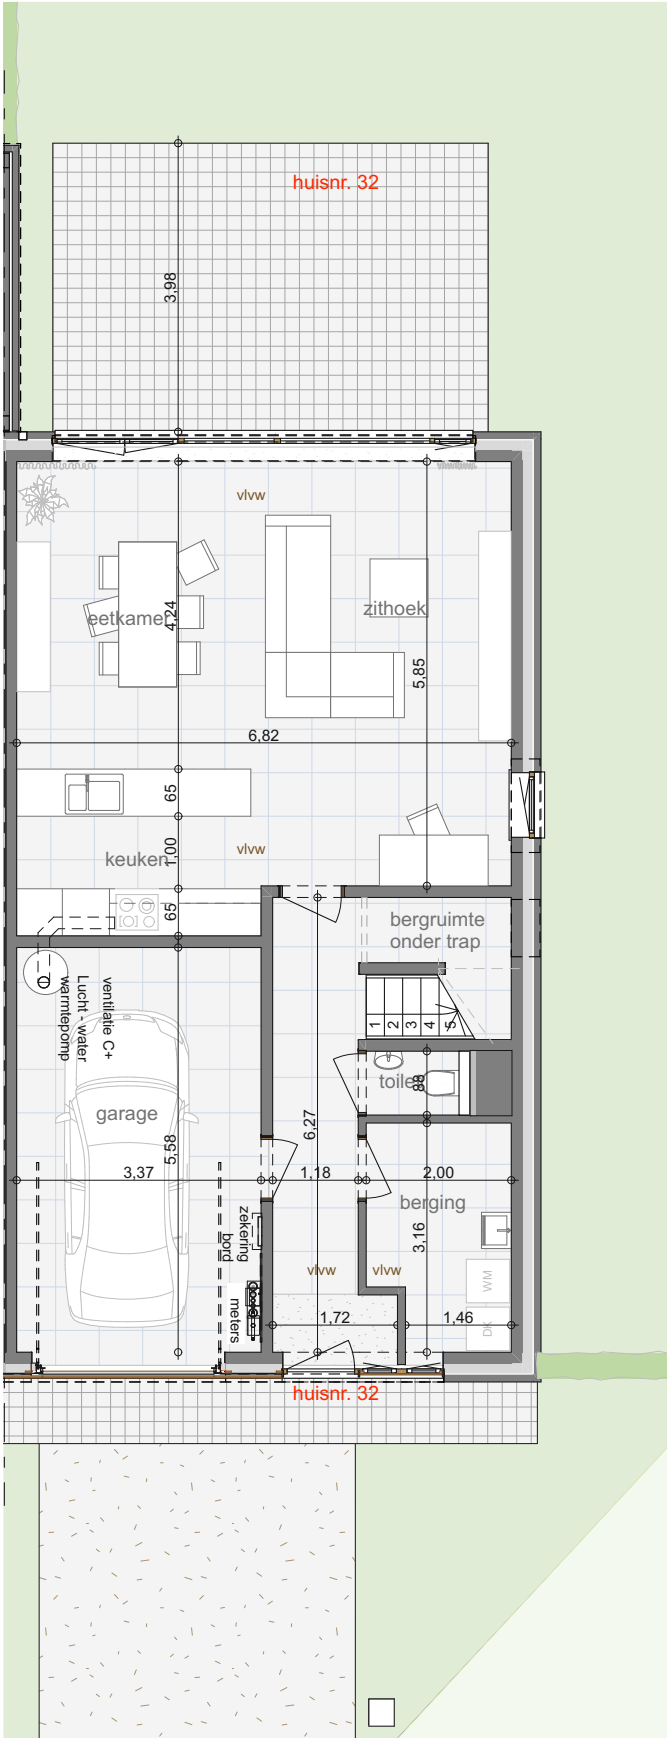 huisnr. 32
3,98
vlvw
eetkamer
4,24
zithoek
5,85
6,82
65
keuken
1,00
vlvw
65
bergruimte
onder trap
ventilatie C+
Lucht - water
warmtepomp
1
2
3
4
5
toilet
88
garage
5,58
6,27
3,37
1,18
2,00
berging
3,16
zekering
bord
vlvw
vlvw
WM
meters
1,72
1,46
DK
huisnr. 32